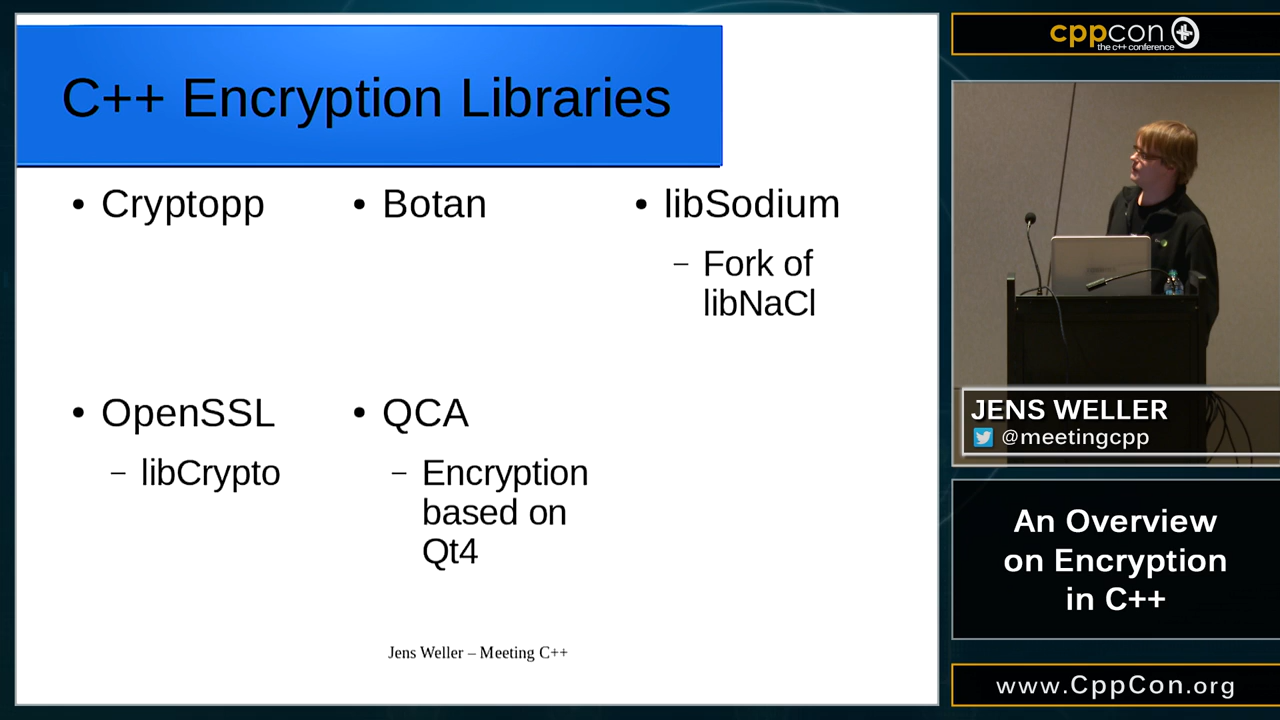 C++ Encryption Libraries
• Cryptopp
• Botan
• libSodium
– Fork of
libNaCl
• OpenSSL
– libCrypto
• QCA
– Encryption
based on
Qt4
Jens Weller – Meeting C++
cppcon
the c++ conference
JENS WELLER
@meetingcpp
An Overview
on Encryption
in C++
www.CppCon.org